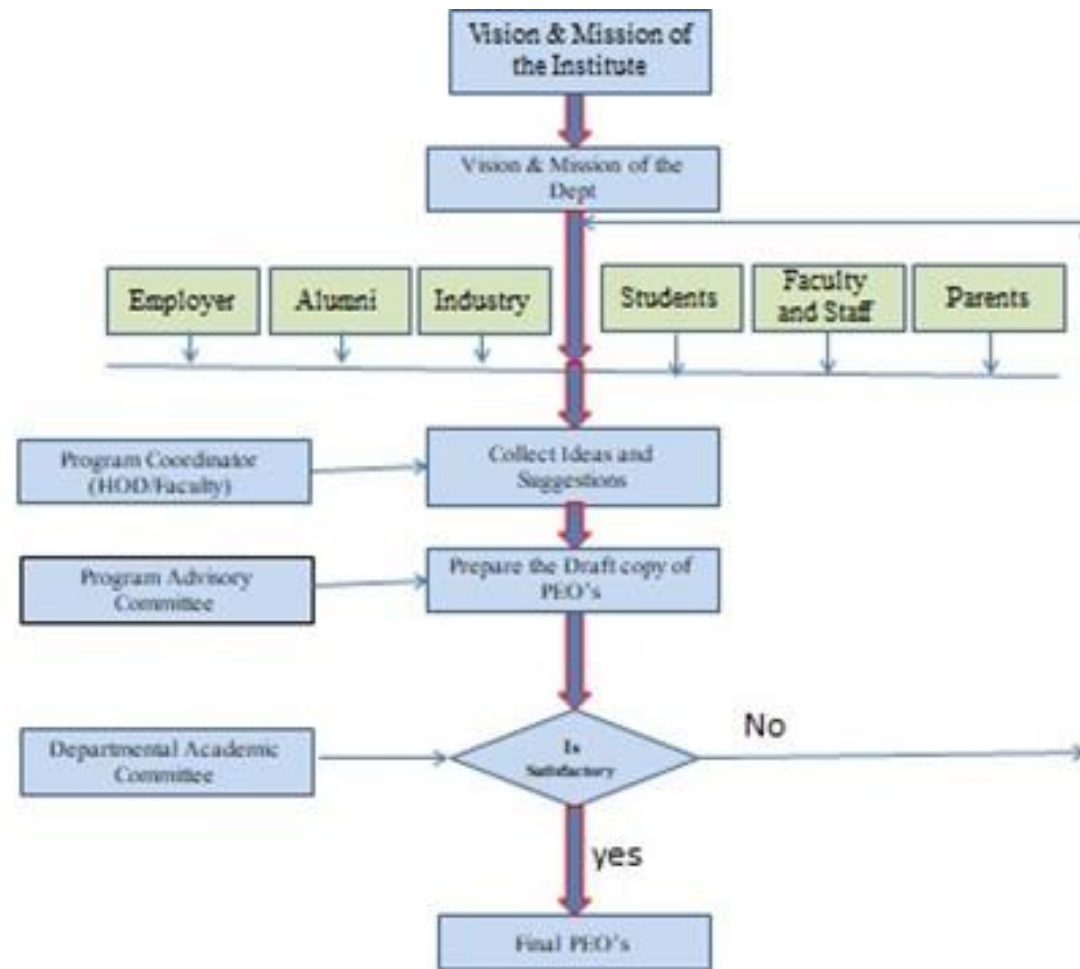 Vision & Mission of
the Institute
Vision & Mission of the
Dept
Employer
Alumni
Industry
Students
Faculty
and Staff
Parents
Program Coordinator
(HOD/Faculty)
Collect Ideas and
Suggestions
Program Advisory
Committee
Prepare the Draft copy of
PEO's
Departmental Academic
Committee
Is
Satisfactory
No
yes
Final PEO's